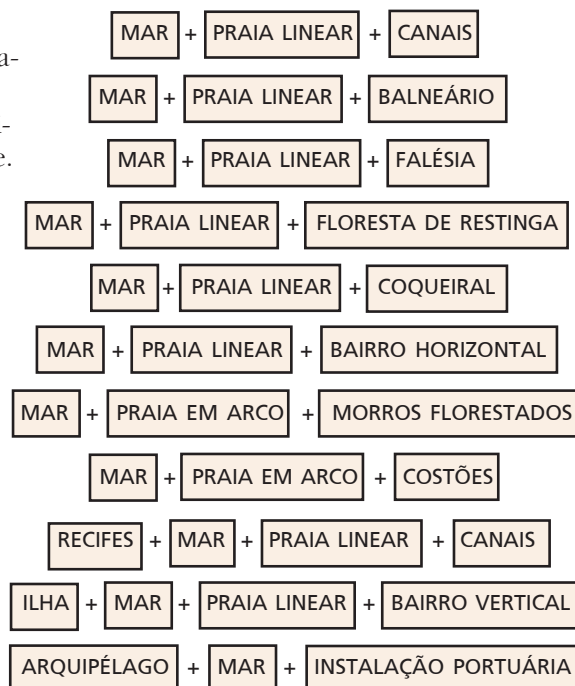 MAR + PRAIA LINEAR + CANAIS
a-
MAR + PRAIA LINEAR + BALNEÁRIO
e.
MAR + PRAIA LINEAR + FALÉSIA
MAR + PRAIA LINEAR + FLORESTA DE RESTINGA
MAR + PRAIA LINEAR + COQUEIRAL
MAR + PRAIA LINEAR + BAIRRO HORIZONTAL
MAR + PRAIA EM ARCO + MORROS FLORESTADOS
MAR + PRAIA EM ARCO + COSTÕES
RECIFES + MAR + PRAIA LINEAR + CANAIS
ILHA + MAR + PRAIA LINEAR + BAIRRO VERTICAL
ARQUIPÉLAGO + MAR + INSTALAÇÃO PORTUÁRIA